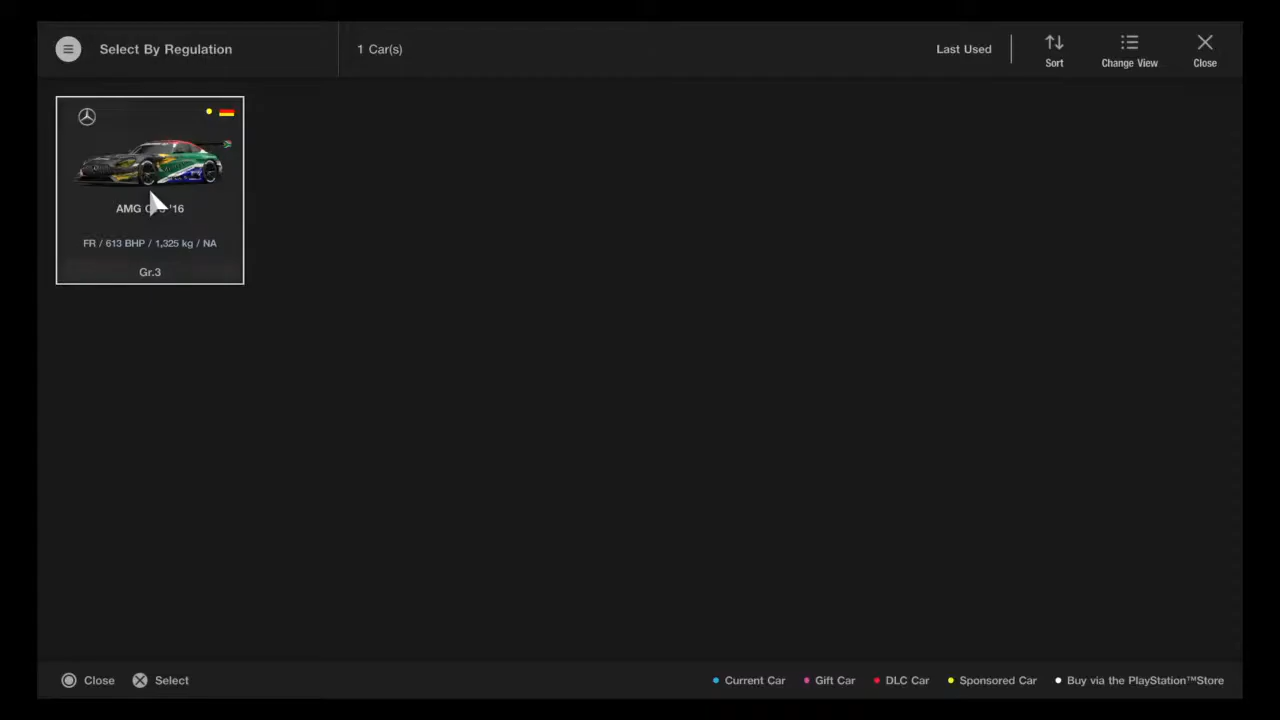 Select By Regulation
1 Car(s)
Last Used
Sort
Change View
Close
AMG '16
FR / 613 BHP / 1,325 kg / NA
Gr.3
Close
Select
Current Car
Gift Car
DLC Car
Sponsored Car
Buy via the PlayStation™Store